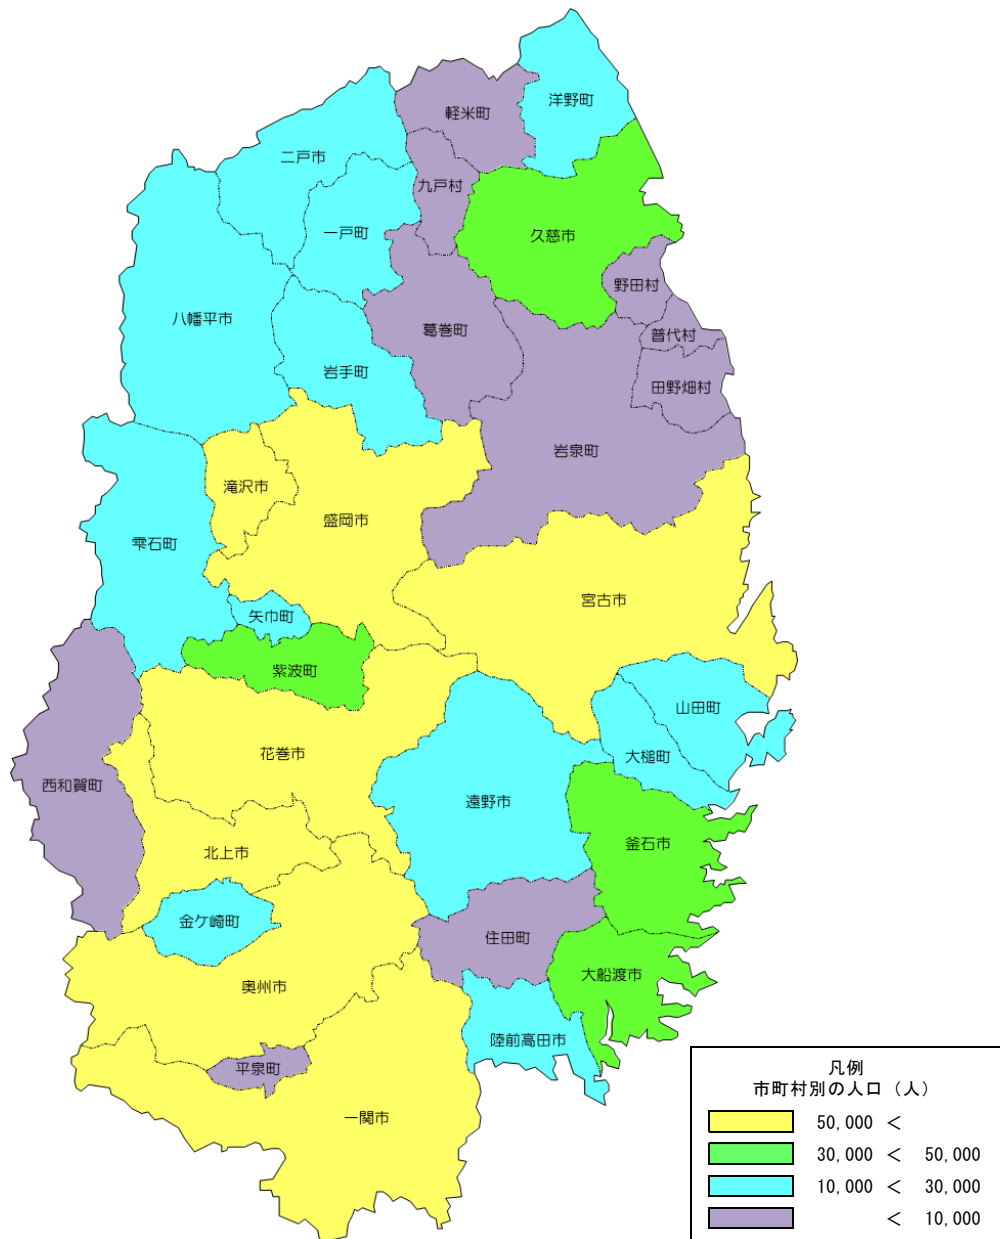 洋野町
軽米町
二戸市
九戸村
一戸町
久慈市
野田村
八幡平市
葛巻町
普代村
岩手町
田野畑村
岩泉町
滝沢市
盛岡市
雫石町
宮古市
矢巾町
紫波町
山田町
花巻市
大槌町
西和賀町
遠野市
釜石市
北上市
金ケ崎町
住田町
大船渡市
奥州市
陸前高田市
平泉町
一関市
凡例
市町村別の人口（人）
50,000 <
30,000 < 50,000
10,000 < 30,000
< 10,000